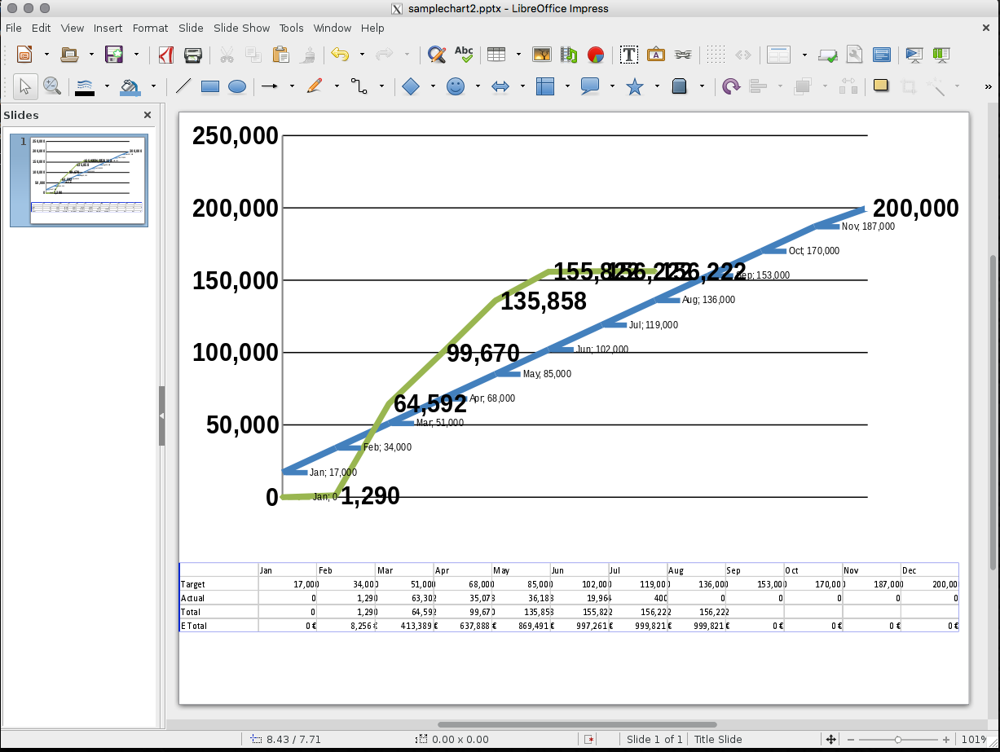 samplechart2.pptx - LibreOffice Impress
File Edit View Insert Format Slide Slide Show Tools Window Help
Abc
Slides
1
250,000
200,000 200,000
Nov; 187,000
Oct; 170,000
155,822 156,222 156,222
150,000 Sep; 153,000
135,858 Aug; 136,000
Jul; 119,000
100,000 99,670 Jun; 102,000
May; 85,000
64,592 Apr; 68,000
50,000 Mar; 51,000
Feb; 34,000
Jan; 17,000
0 Jan; 0 1,290
Jan Feb Mar Apr May Jun Jul Aug Sep Oct Nov Dec
Target 17,000 34,000 51,000 68,000 85,000 102,000 119,000 136,000 153,000 170,000 187,000 200,00
Actual 0 1,290 63,302 35,078 36,188 19,964 400 0 0 0 0 0
Total 0 1,290 64,592 99,670 135,858 155,822 156,222 156,222
E Total 0 € 8,256 € 413,389 € 637,888 € 869,491 € 997,261 € 999,821 € 999,821 € 0 € 0 € 0 € 0 €
8.43 / 7.71 0.00 x 0.00 Slide 1 of 1 Title Slide 101%